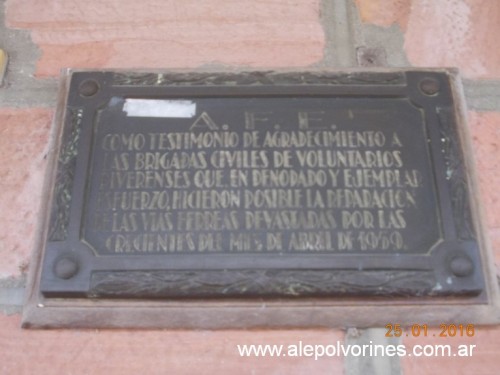 A. F. E.
COMO TESTIMONIO DE AGRADECIMIENTO A
LAS BRIGADAS CIVILES DE VOLUNTARIOS
RIVERENSES QUE, EN DENODADO Y EJEMPLAR
ESFUERZO, HICIERON POSIBLE LA REPARACION
DE LAS VIAS FERREAS DEVASTADAS POR LAS
CRECIENTES DEL MES DE ABRIL DE 1959.
25.01.2016
www.alepolvorines.com.ar